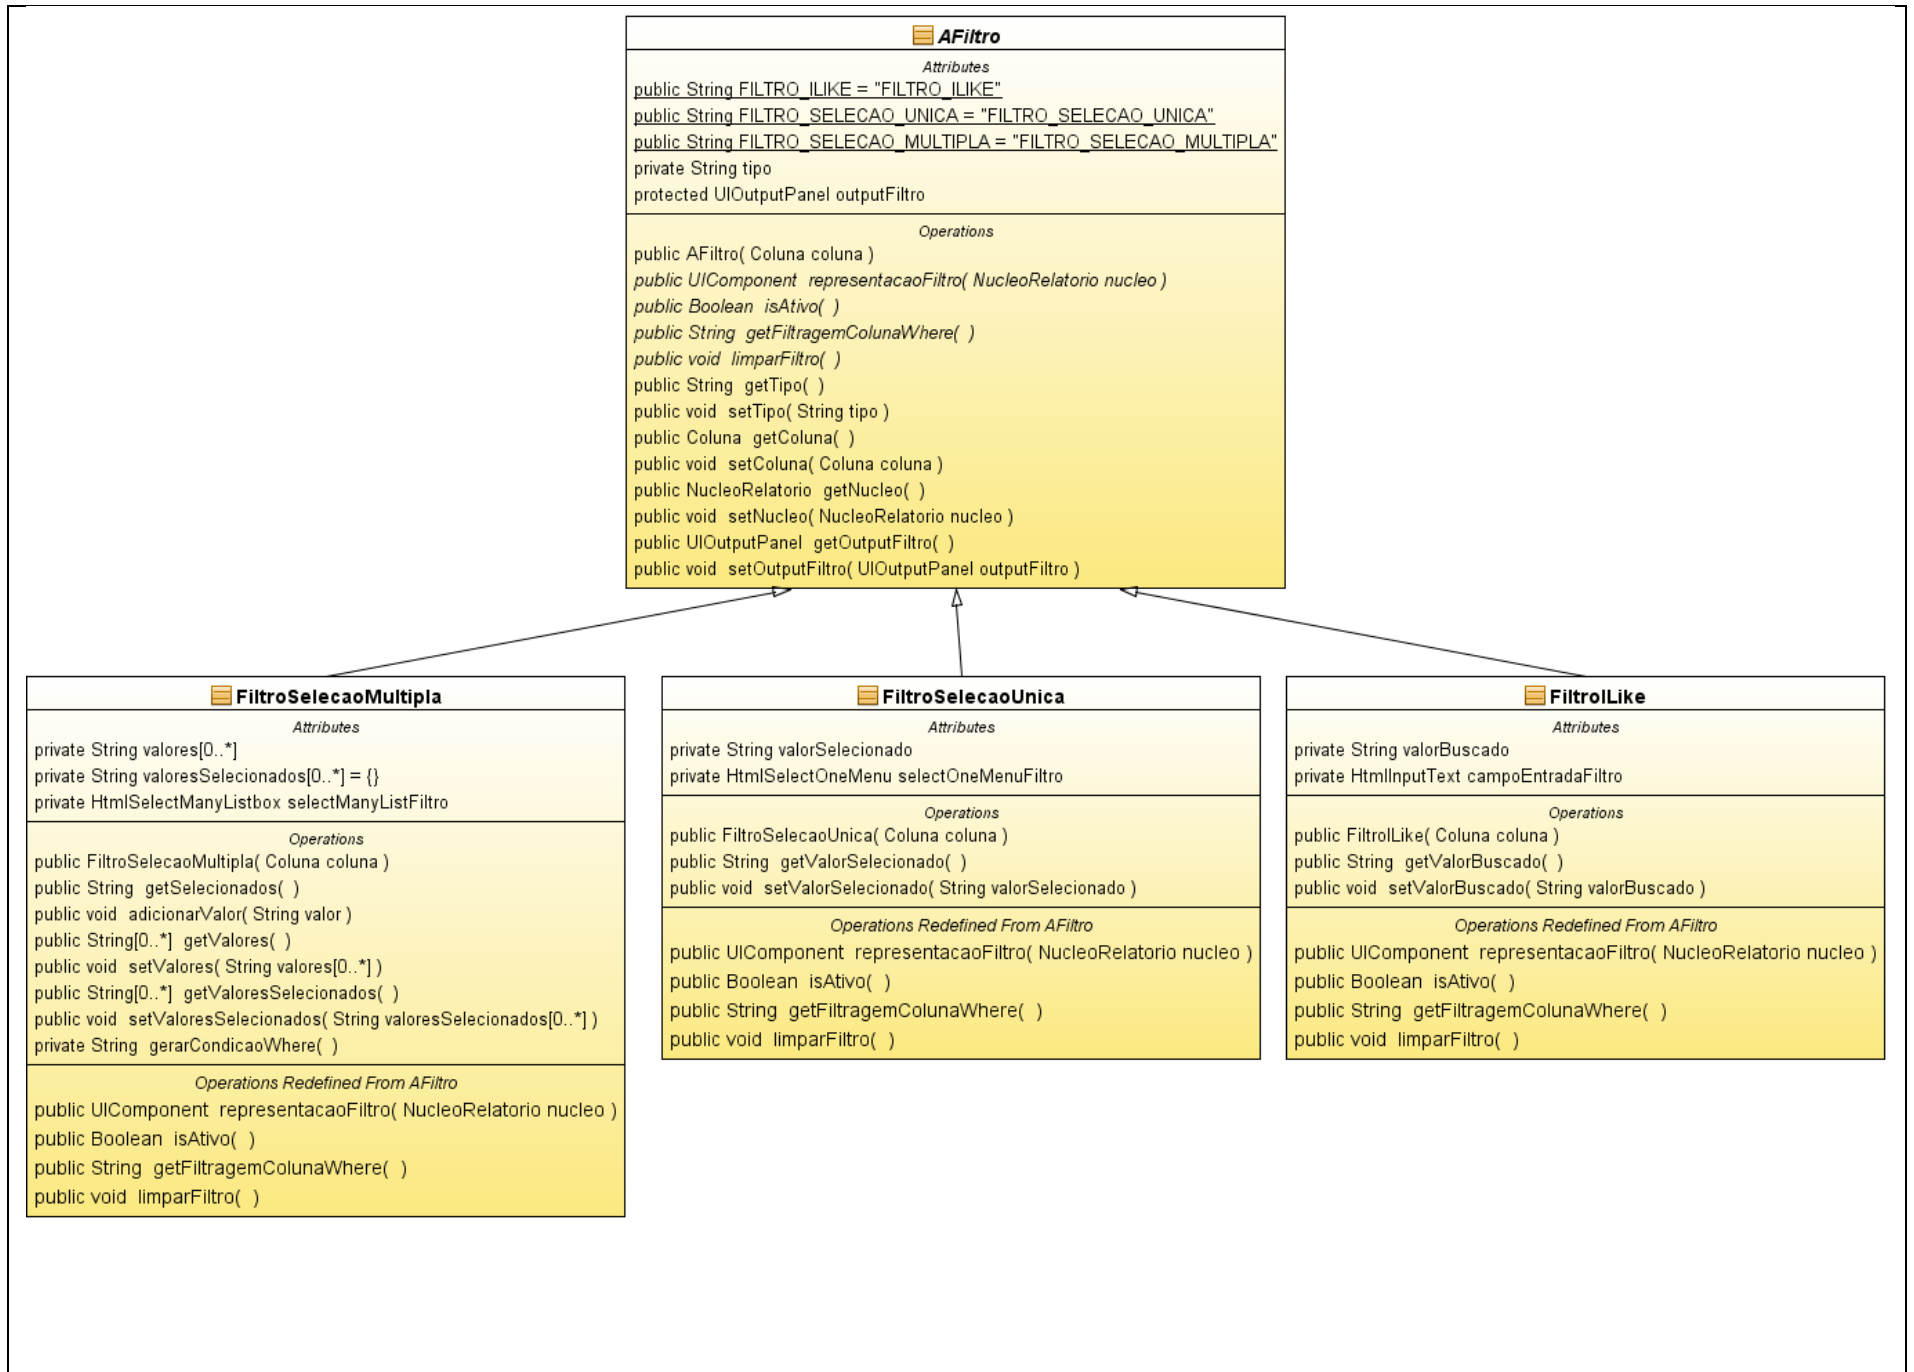 AFiltro
Attributes
public String FILTRO_ILIKE = "FILTRO_ILIKE"
public String FILTRO_SELECAO_UNICA = "FILTRO_SELECAO_UNICA"
public String FILTRO_SELECAO_MULTIPLA = "FILTRO_SELECAO_MULTIPLA"
private String tipo
protected UIOutputPanel outputFiltro
Operations
public AFiltro( Coluna coluna )
public UIComponent representacaoFiltro( NucleoRelatorio nucleo )
public Boolean isAtivo( )
public String getFiltragemColunaWhere( )
public void limparFiltro( )
public String getTipo( )
public void setTipo( String tipo )
public Coluna getColuna( )
public void setColuna( Coluna coluna )
public NucleoRelatorio getNucleo( )
public void setNucleo( NucleoRelatorio nucleo )
public UIOutputPanel getOutputFiltro( )
public void setOutputFiltro( UIOutputPanel outputFiltro )
FiltroSelecaoMultipla
Attributes
private String valores[0..*]
private String valoresSelecionados[0..*] = {}
private HtmlSelectManyListbox selectManyListFiltro
Operations
public FiltroSelecaoMultipla( Coluna coluna )
public String getSelecionados( )
public void adicionarValor( String valor )
public String[0..*] getValores( )
public void setValores( String valores[0..*] )
public String[0..*] getValoresSelecionados( )
public void setValoresSelecionados( String valoresSelecionados[0..*] )
private String gerarCondicaoWhere( )
Operations Redefined From AFiltro
public UIComponent representacaoFiltro( NucleoRelatorio nucleo )
public Boolean isAtivo( )
public String getFiltragemColunaWhere( )
public void limparFiltro( )
FiltroSelecaoUnica
Attributes
private String valorSelecionado
private HtmlSelectOneMenu selectOneMenuFiltro
Operations
public FiltroSelecaoUnica( Coluna coluna )
public String getValorSelecionado( )
public void setValorSelecionado( String valorSelecionado )
Operations Redefined From AFiltro
public UIComponent representacaoFiltro( NucleoRelatorio nucleo )
public Boolean isAtivo( )
public String getFiltragemColunaWhere( )
public void limparFiltro( )
FiltroILike
Attributes
private String valorBuscado
private HtmlInputText campoEntradaFiltro
Operations
public FiltroILike( Coluna coluna )
public String getValorBuscado( )
public void setValorBuscado( String valorBuscado )
Operations Redefined From AFiltro
public UIComponent representacaoFiltro( NucleoRelatorio nucleo )
public Boolean isAtivo( )
public String getFiltragemColunaWhere( )
public void limparFiltro( )